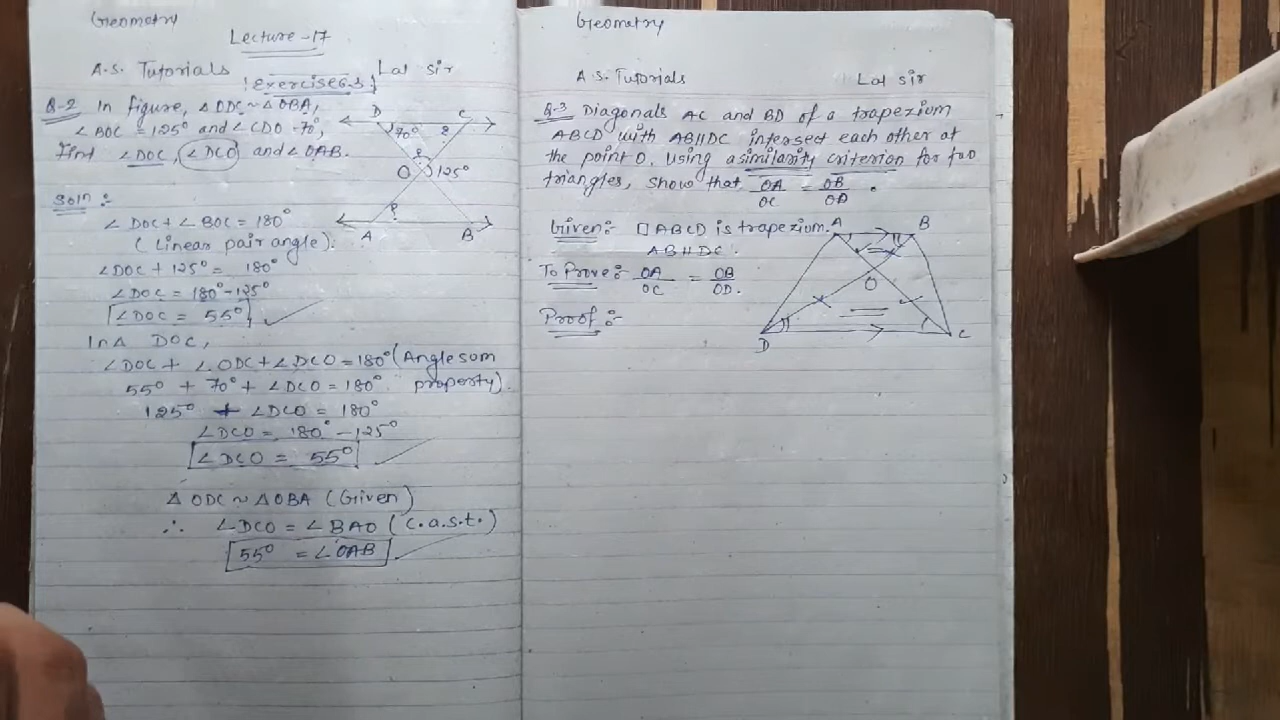 Geometry
Lecture-17
A.S. Tutorials Lal sir
Exercise 6.3
Q-2 In figure, △ODC ~ △OBA,
∠BOC = 125° and ∠CDO = 70°,
Find ∠DOC, ∠DCO and ∠OAB.
D C
70° ?
?
O 125°
?
A B
Soln:-
∠DOC + ∠BOC = 180°
(Linear pair angle).
∠DOC + 125° = 180°
∠DOC = 180° - 125°
∠DOC = 55°
In △ DOC,
∠DOC + ∠ODC + ∠DCO = 180° (Angle som
55° + 70° + ∠DCO = 180° property).
125° + ∠DCO = 180°
∠DCO = 180° - 125°
∠DCO = 55°
△ ODC ~ △OBA (Given)
∴ ∠DCO = ∠BAO (C.a.s.t.)
55° = ∠OAB
Geometry
A.S. Tutorials Lal sir
Q-3 Diagonals AC and BD of a trapezium
ABCD with AB||DC intersect each other at
the point O. Using a similarity criterion for two
triangles, show that OA/OC = OB/OD.
Given:- □ABCD is trapezium.
AB||DC.
To Prove:- OA/OC = OB/OD.
Proof:-
A B
O
D C